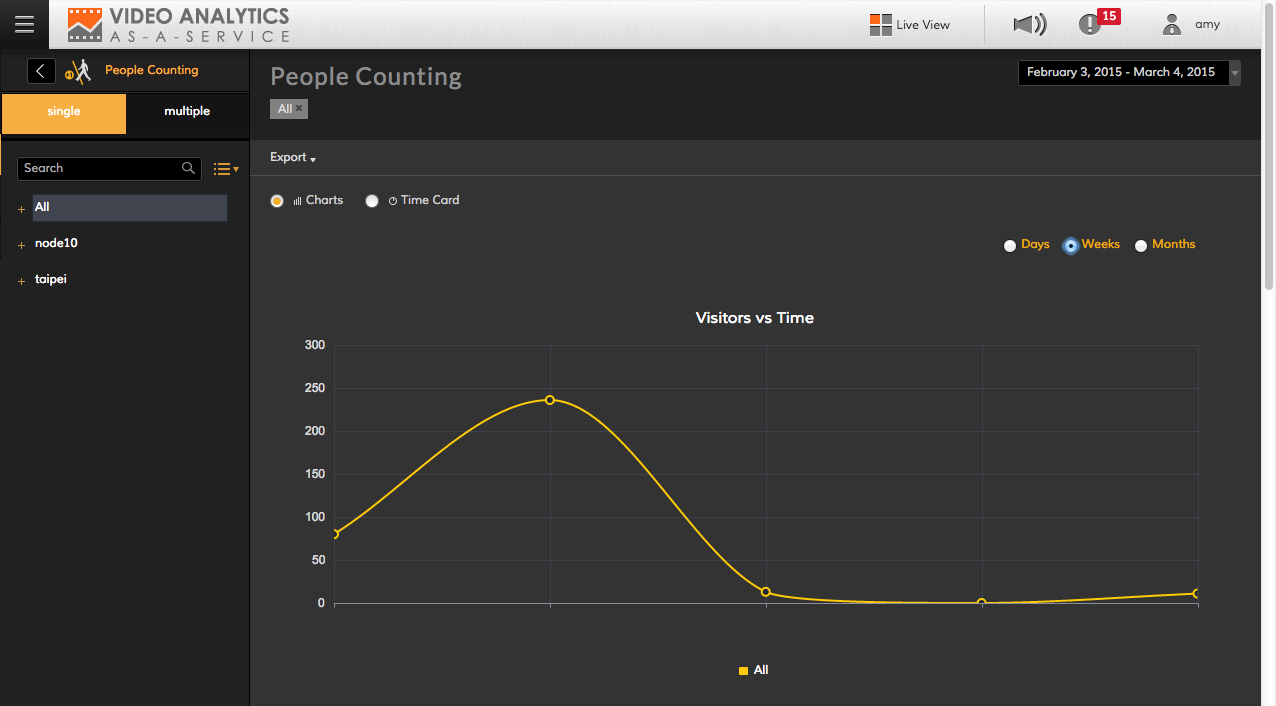 VIDEO ANALYTICS
AS-A-SERVICE
Live View
15
amy
People Counting
single
multiple
Search
All
node10
taipei
People Counting
February 3, 2015 - March 4, 2015
All ×
Export
Charts
Time Card
Days
Weeks
Months
Visitors vs Time
300
250
200
150
100
50
0
All